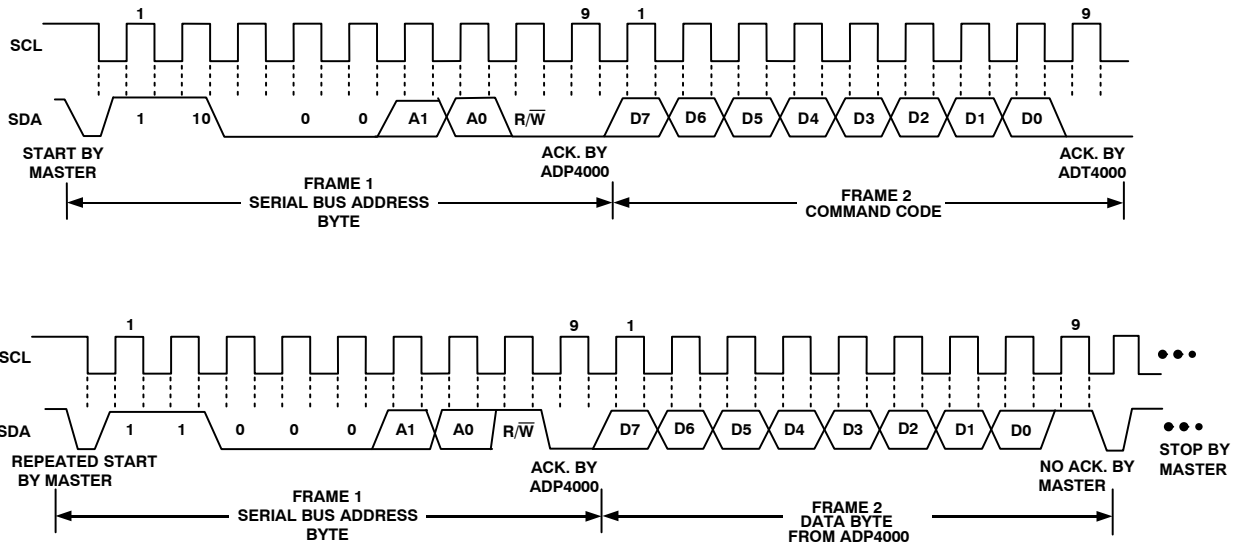 1 9 1 9
SCL
SDA 1 10 0 0 A1 A0 R/W̅ D7 D6 D5 D4 D3 D2 D1 D0
START BY
MASTER
ACK. BY
ADP4000
ACK. BY
ADT4000
FRAME 1
SERIAL BUS ADDRESS
BYTE
FRAME 2
COMMAND CODE
1 9 1 9
SCL
SDA 1 1 0 0 0 A1 A0 R/W̅ D7 D6 D5 D4 D3 D2 D1 D0
REPEATED START
BY MASTER
ACK. BY
ADP4000
NO ACK. BY
MASTER
STOP BY
MASTER
FRAME 1
SERIAL BUS ADDRESS
BYTE
FRAME 2
DATA BYTE
FROM ADP4000